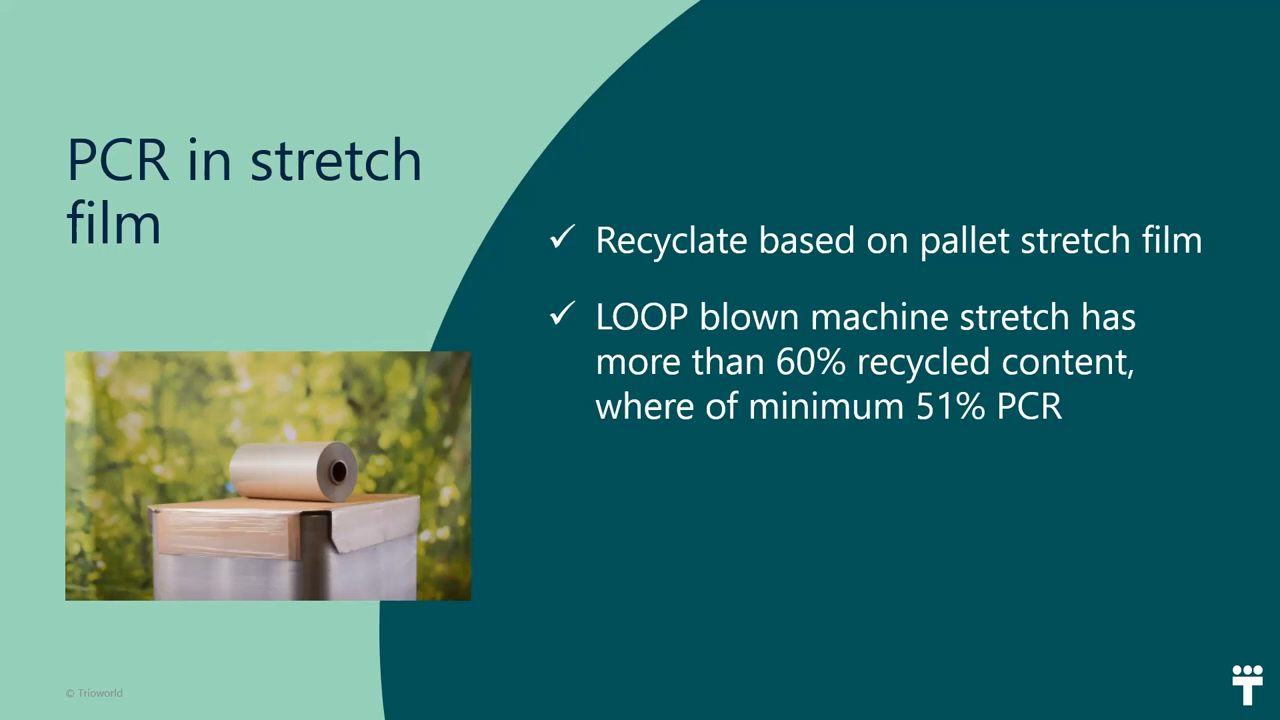 PCR in stretch
film
✓ Recyclate based on pallet stretch film
✓ LOOP blown machine stretch has
more than 60% recycled content,
where of minimum 51% PCR
© Trioworld